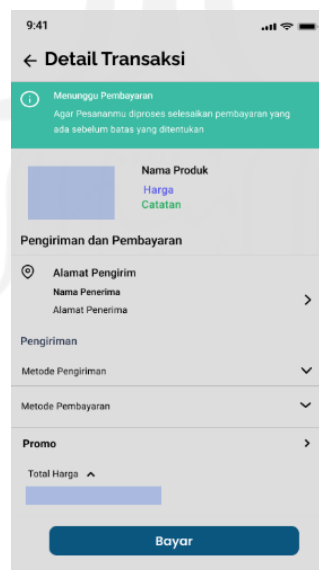 9:41
Detail Transaksi
Menunggu Pembayaran
Agar Pesananmu diproses selesaikan pembayaran yang
ada sebelum batas yang ditentukan
Nama Produk
Harga
Catatan
Pengiriman dan Pembayaran
Alamat Pengirim
Nama Penerima
Alamat Penerima
Pengiriman
Metode Pengiriman
Metode Pembayaran
Promo
Total Harga
Bayar